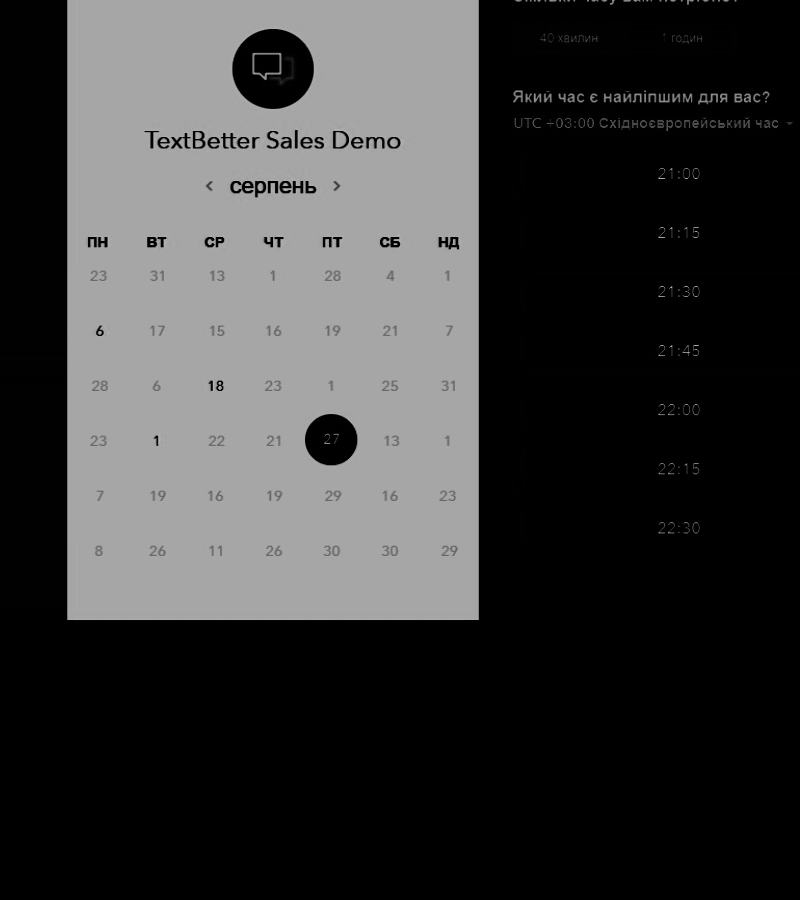 TextBetter Sales Demo
‹ серпень ›
ПН ВТ СР ЧТ ПТ СБ НД
23 31 13 1 28 4 1
6 17 15 16 19 21 7
28 6 18 23 1 25 31
23 1 22 21 27 13 1
7 19 16 19 29 16 23
8 26 11 26 30 30 29
Скільки часу вам потрібно?
40 хвилин 1 годин
Який час є найліпшим для вас?
UTC +03:00 Східноєвропейський час
21:00
21:15
21:30
21:45
22:00
22:15
22:30